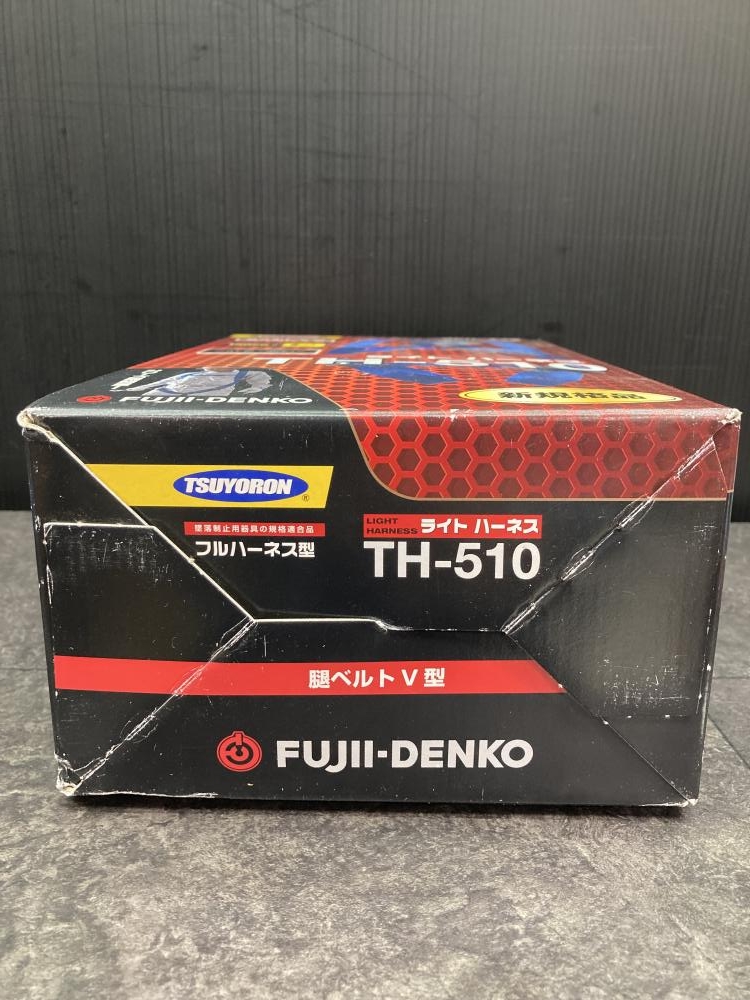 TH-510
新規格品
FUJII-DENKO
TSUYORON®
墜落制止用器具の規格適合品
フルハーネス型
LIGHT HARNESS ライト ハーネス
TH-510
腿ベルト V 型
FUJII-DENKO